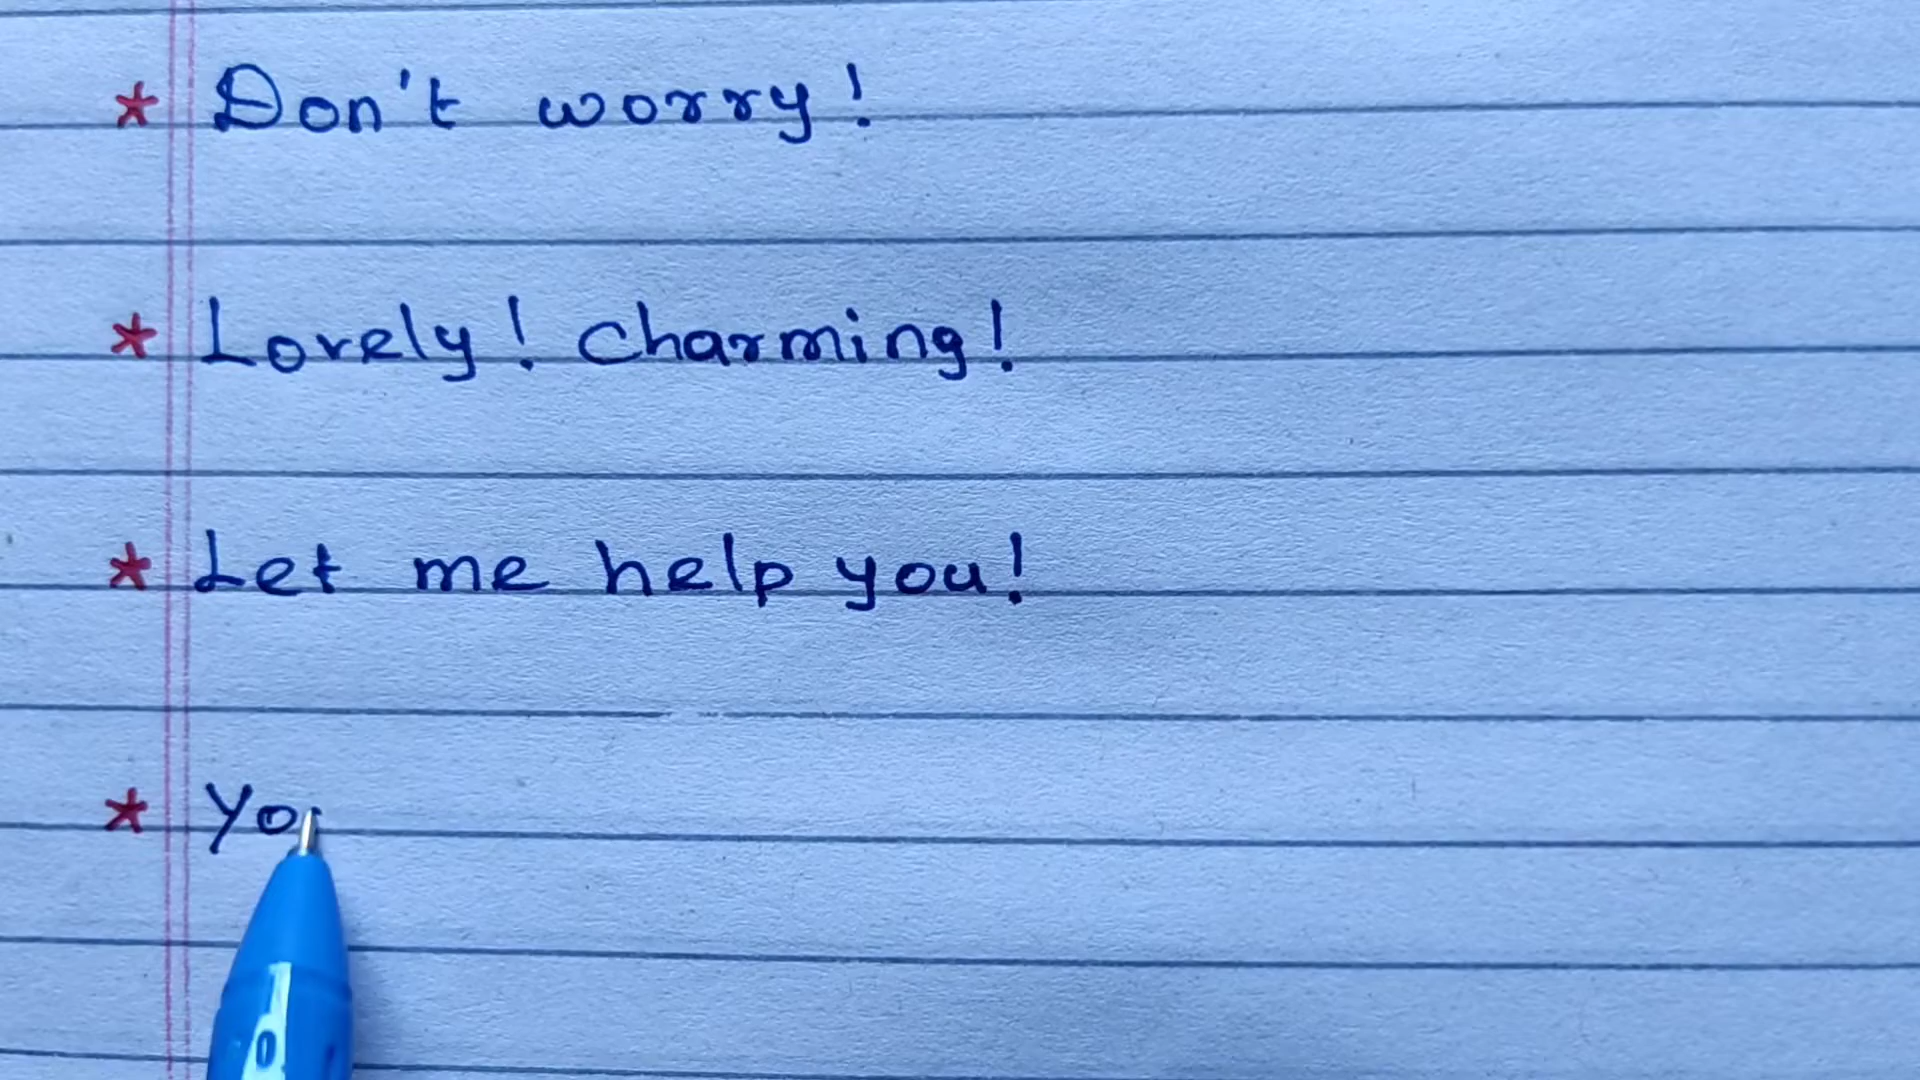 * Don't worry!
* Lovely! Charming!
* Let me help you!
* Yo